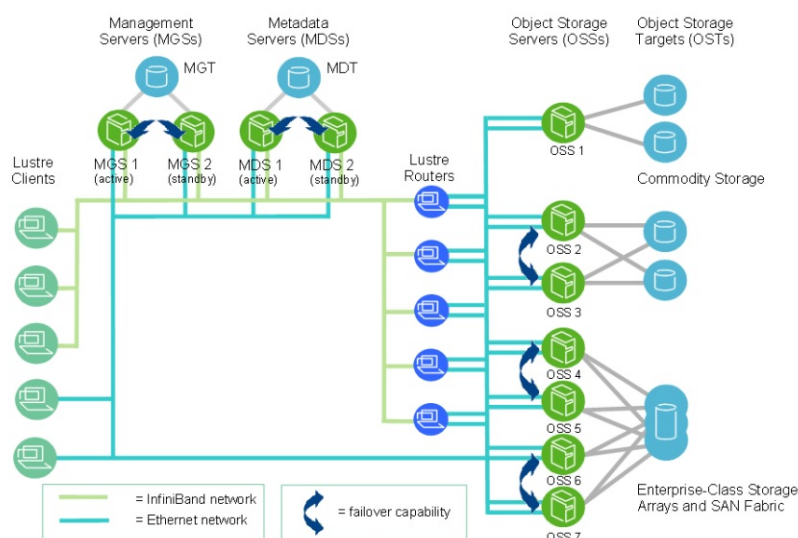 Management
Servers (MGSs)
Metadata
Servers (MDSs)
Object Storage
Servers (OSSs)
Object Storage
Targets (OSTs)
MGT
MDT
MGS 1
(active)
MGS 2
(standby)
MDS 1
(active)
MDS 2
(standby)
Lustre
Clients
Lustre
Routers
OSS 1
Commodity Storage
OSS 2
OSS 3
OSS 4
OSS 5
OSS 6
OSS 7
Enterprise-Class Storage
Arrays and SAN Fabric
= InfiniBand network
= Ethernet network
= failover capability